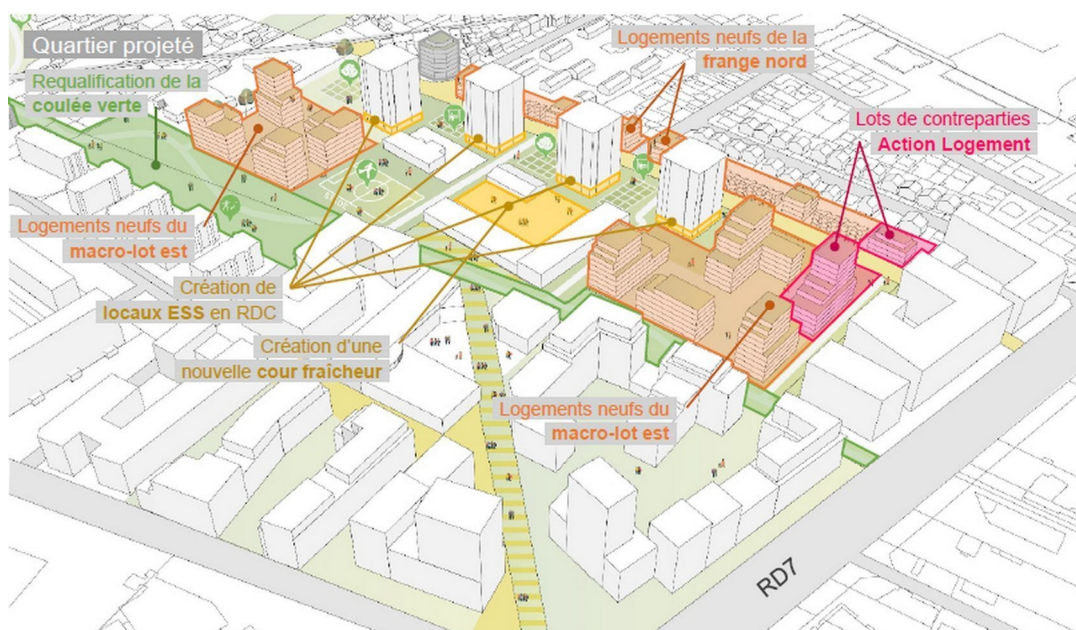 Quartier projeté
Requalification de la
coulée verte
Logements neufs de la
frange nord
Lots de contreparties
Action Logement
Logements neufs du
macro-lot est
Création de
locaux ESS en RDC
Création d'une
nouvelle cour fraîcheur
Logements neufs du
macro-lot est
RD7